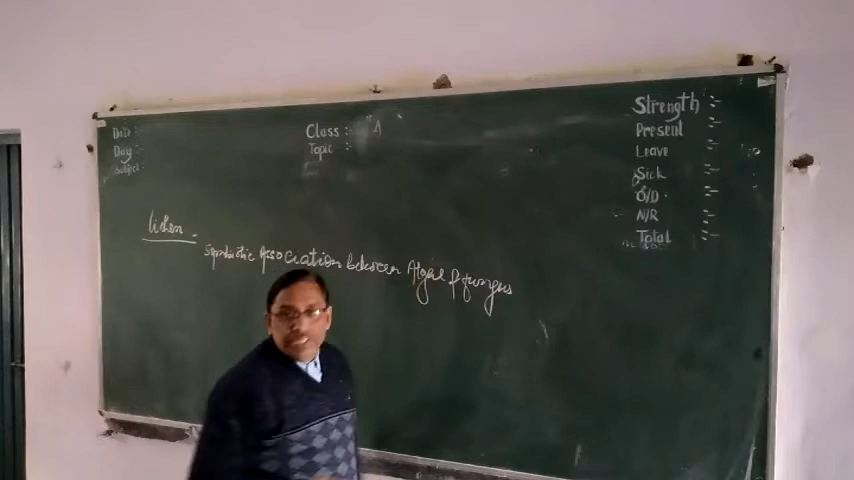 Date :
Day :
Subject :
Class : "A
Topic :
Strength :-
Present :-
Leave :-
Sick :-
O/D :-
N/R :-
Total :-
Lichen -
Symbiotic Association between Algae & fungus